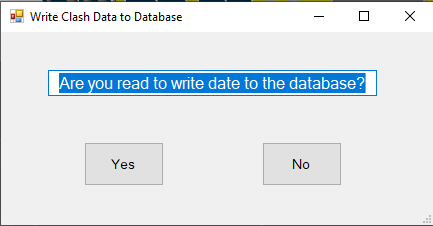 Write Clash Data to Database
Are you read to write date to the database?
Yes
No